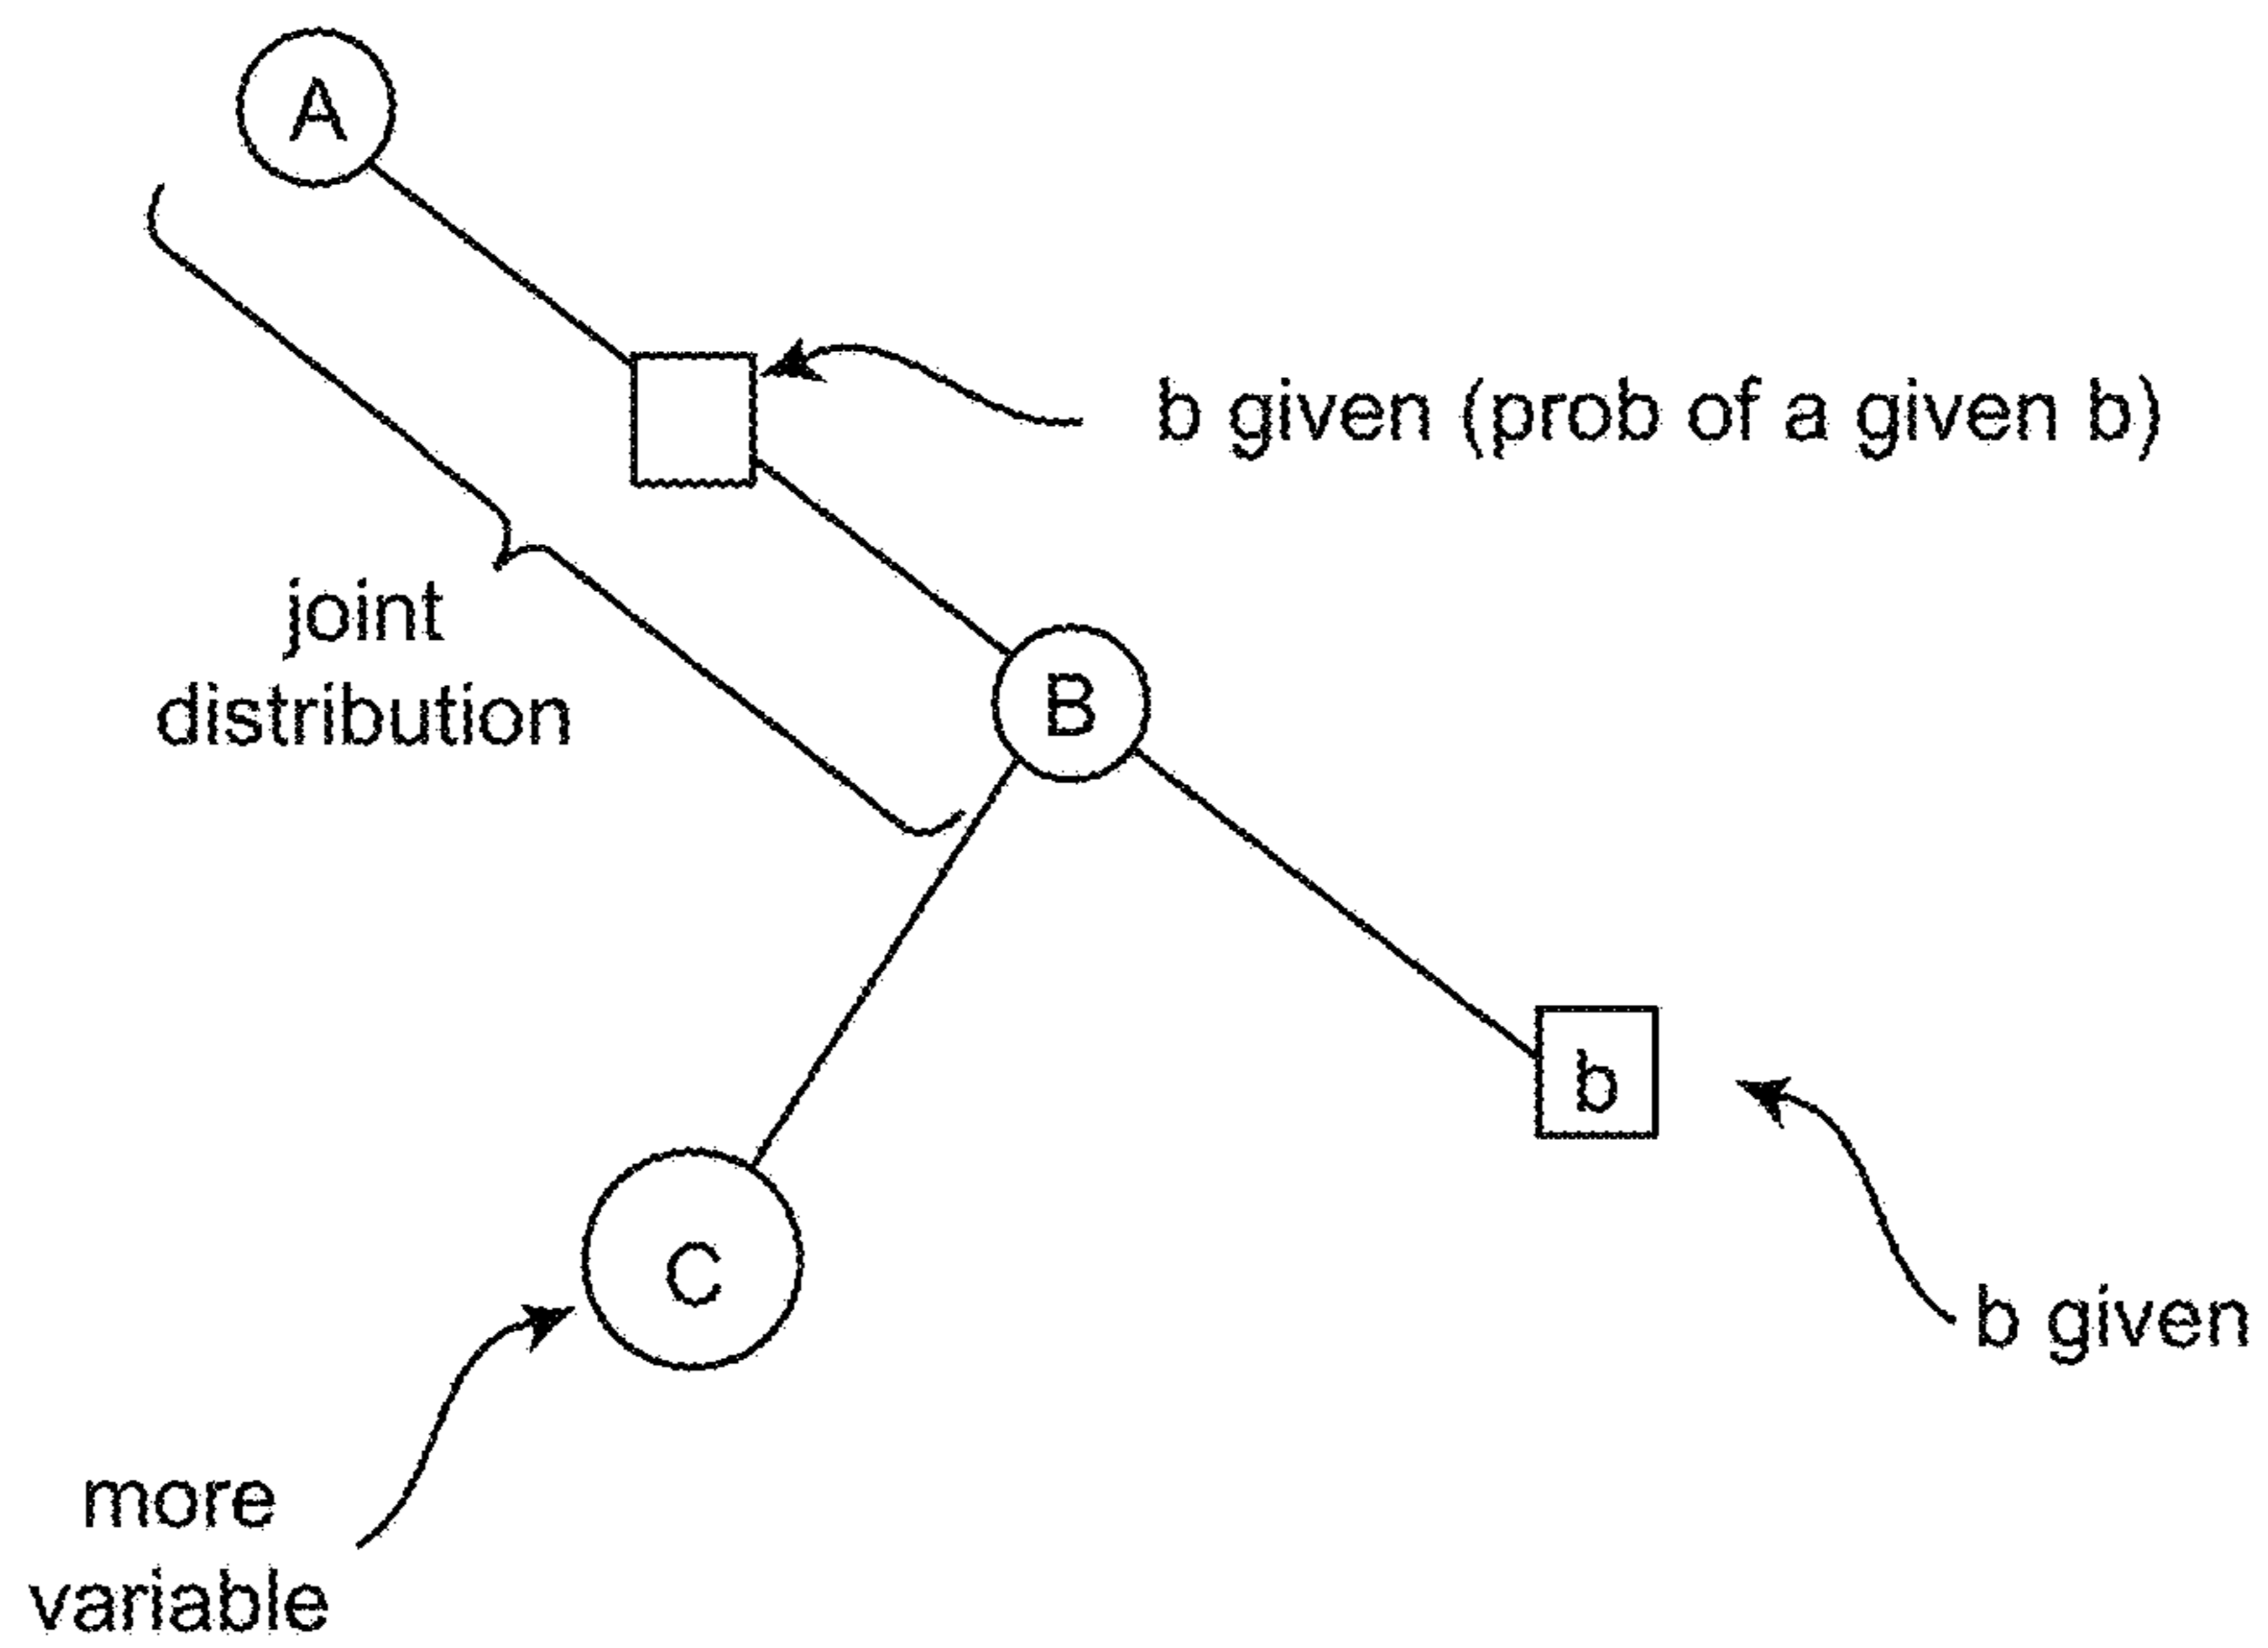 A
b given (prob of a given b)
joint
distribution
B
b
C
b given
more
variable